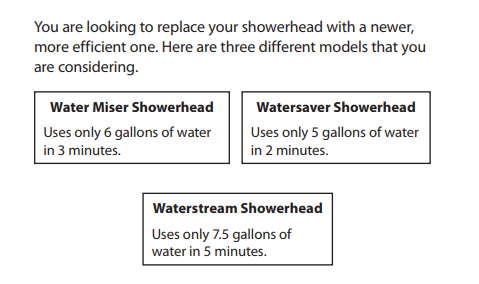 You are looking to replace your showerhead with a newer,
more efficient one. Here are three different models that you
are considering.
Water Miser Showerhead
Uses only 6 gallons of water
in 3 minutes.
Watersaver Showerhead
Uses only 5 gallons of water
in 2 minutes.
Waterstream Showerhead
Uses only 7.5 gallons of
water in 5 minutes.